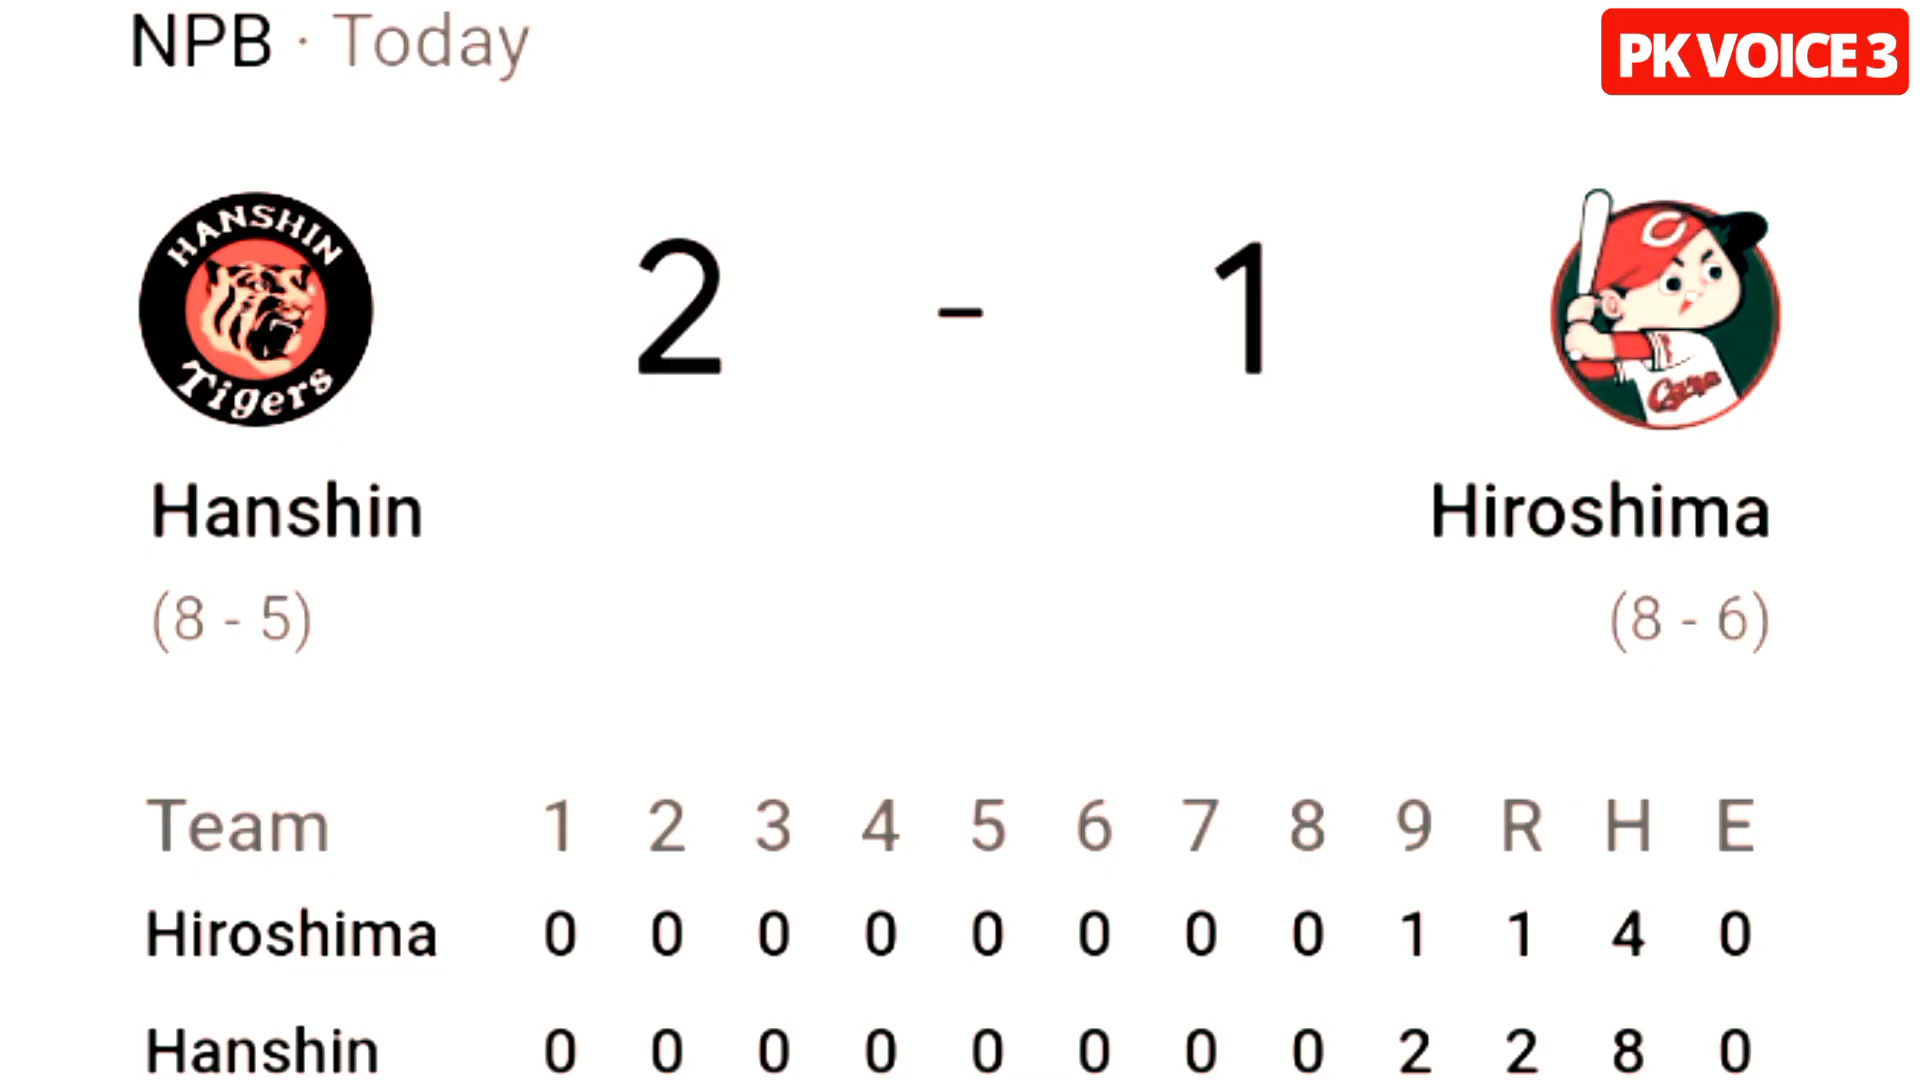 NPB · Today
PK VOICE 3
HANSHIN
Tigers
C
Carp
2 - 1
Hanshin
Hiroshima
(8 - 5)
(8 - 6)
Team 1 2 3 4 5 6 7 8 9 R H E
Hiroshima 0 0 0 0 0 0 0 0 1 1 4 0
Hanshin 0 0 0 0 0 0 0 0 2 2 8 0